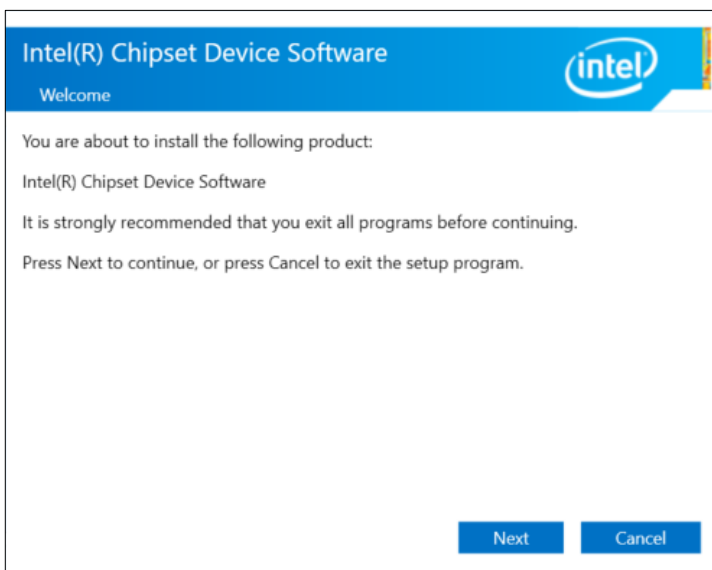 Intel(R) Chipset Device Software
intel
Welcome
You are about to install the following product:
Intel(R) Chipset Device Software
It is strongly recommended that you exit all programs before continuing.
Press Next to continue, or press Cancel to exit the setup program.
Next Cancel